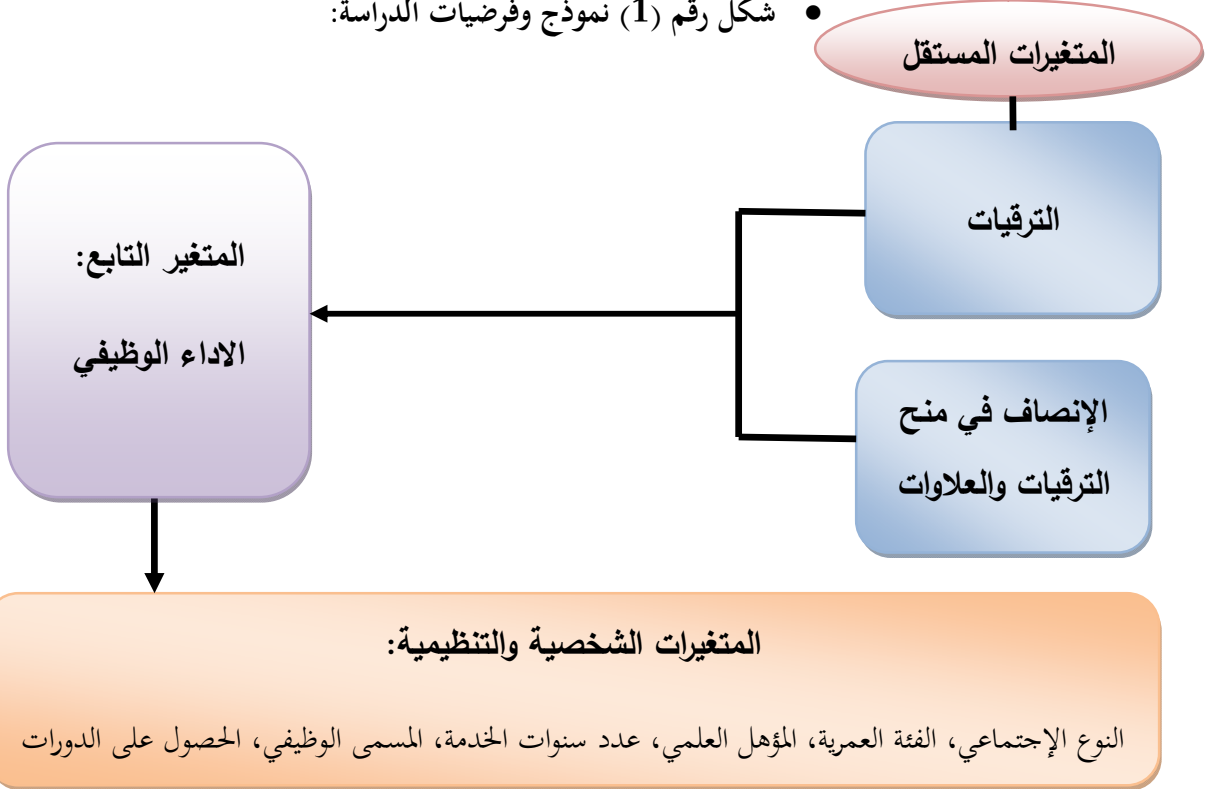 • شكل رقم (1) نموذج وفرضيات الدراسة:
المتغيرات المستقل
الترقيات
الإنصاف في منح
الترقيات والعلاوات
المتغير التابع:
الاداء الوظيفي
المتغيرات الشخصية والتنظيمية:
النوع الإجتماعي، الفئة العمرية، المؤهل العلمي، عدد سنوات الخدمة، المسمى الوظيفي، الحصول على الدورات